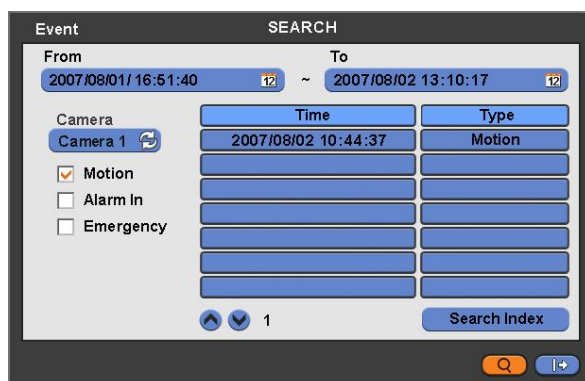 Event
SEARCH
From
To
2007/08/01/ 16:51:40
12
~
2007/08/02 13:10:17
12
Camera
Camera 1
Motion
Alarm In
Emergency
Time
Type
2007/08/02 10:44:37
Motion
1
Search Index